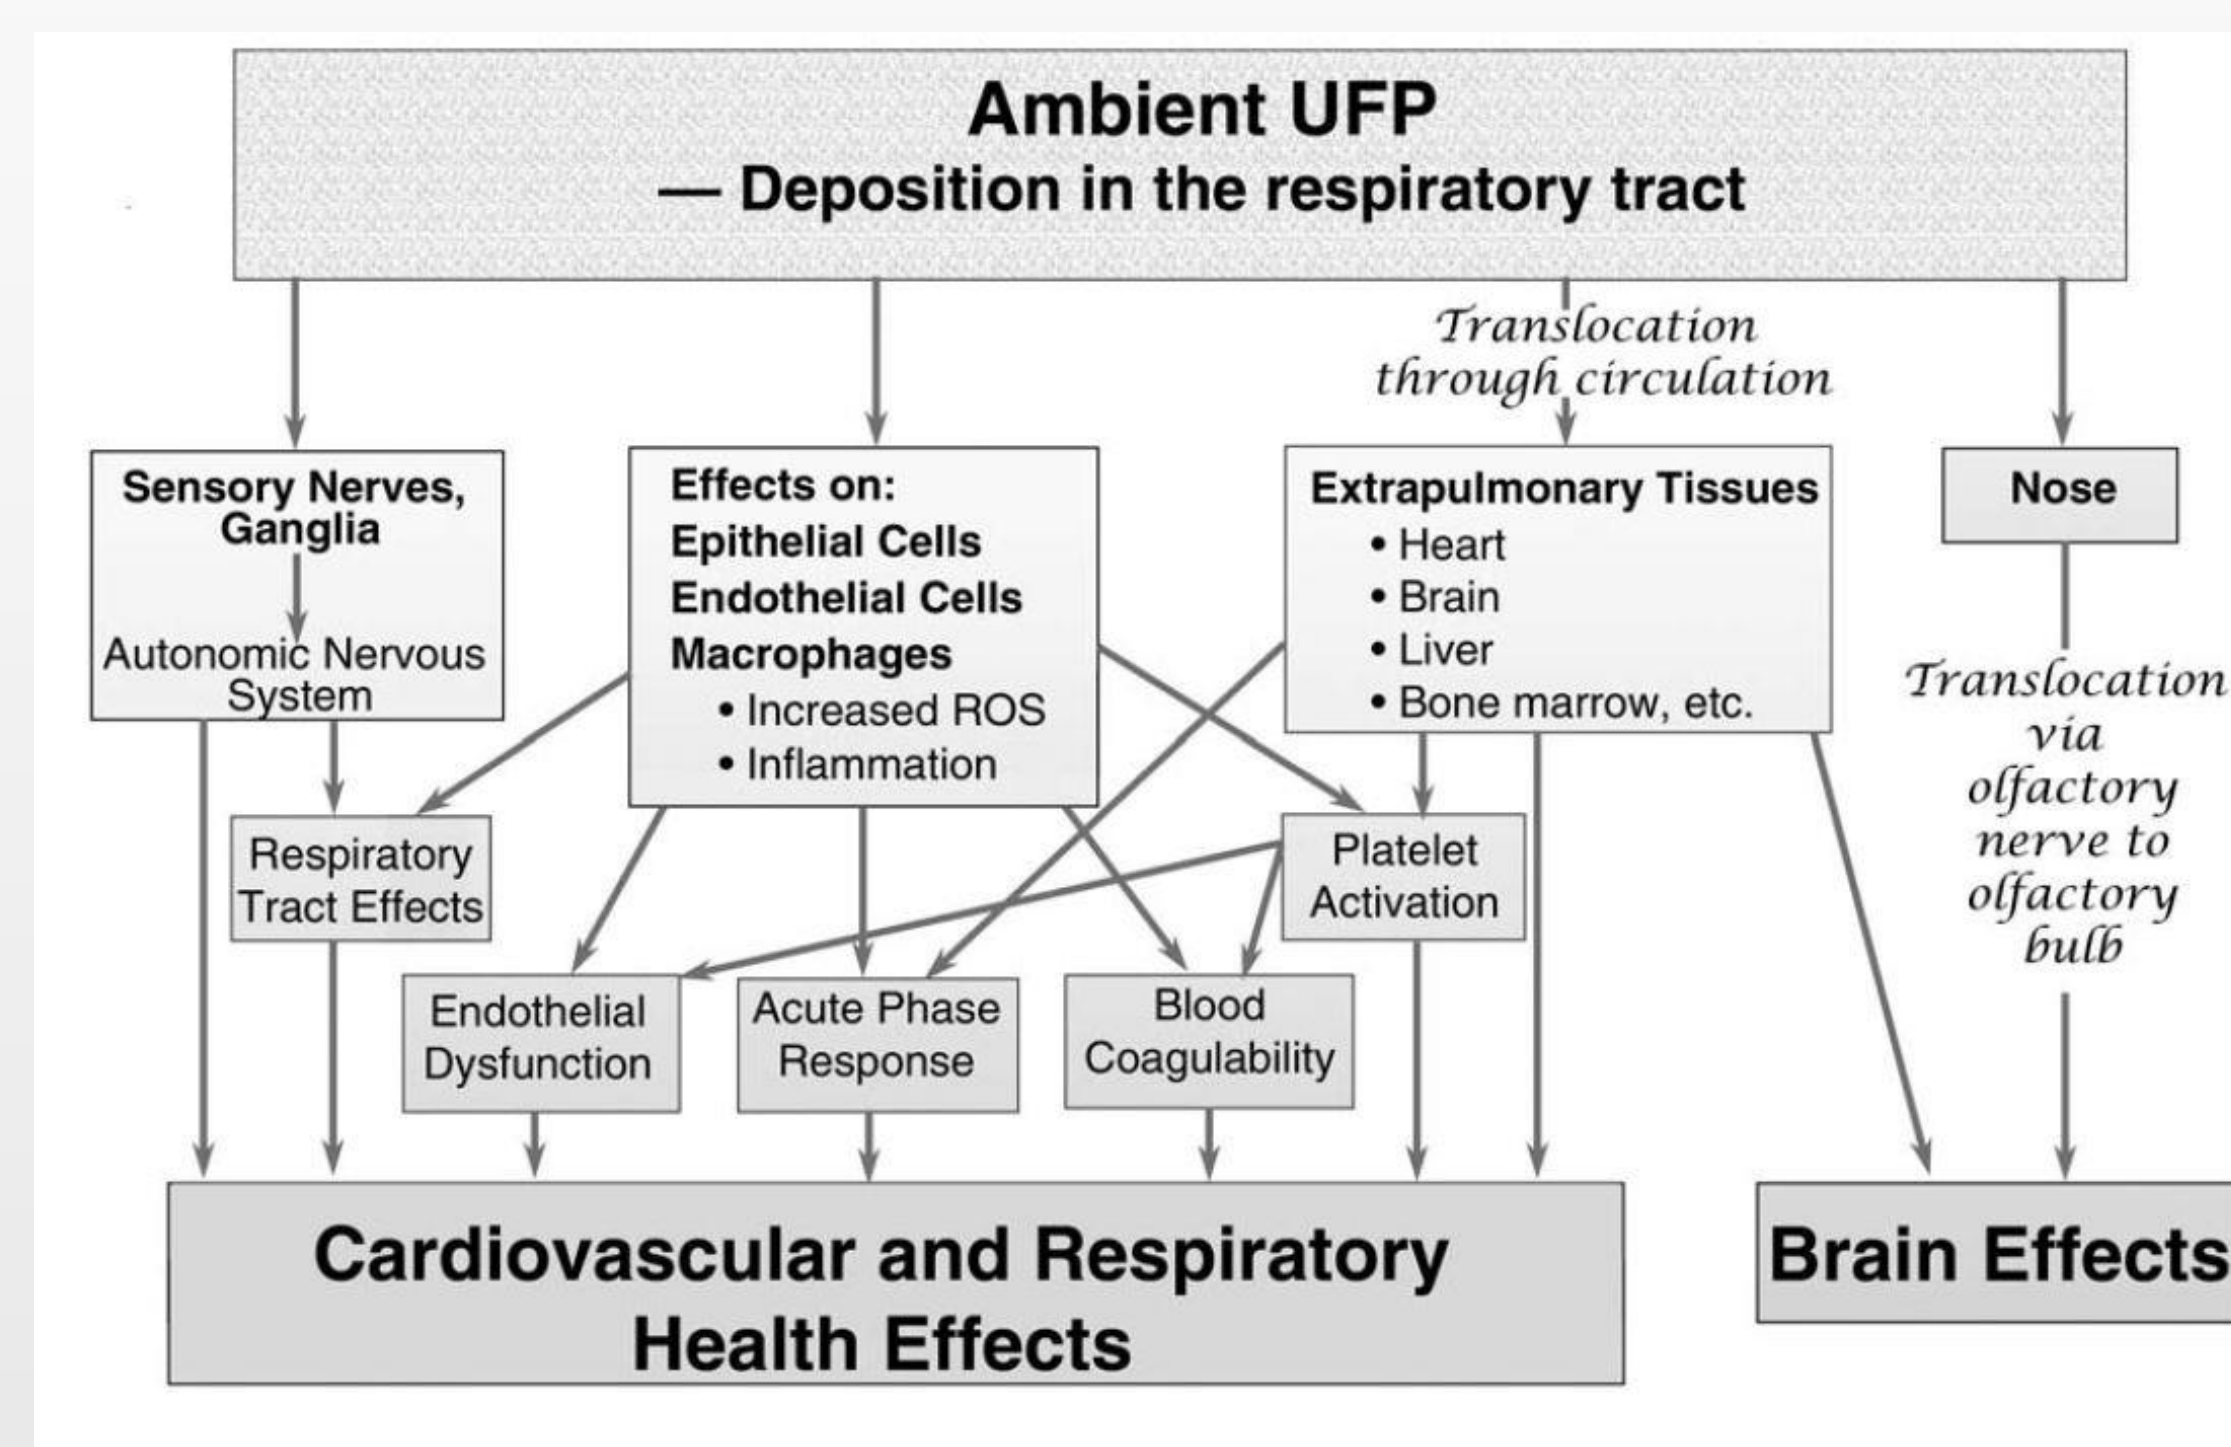 Ambient UFP
— Deposition in the respiratory tract
Translocation
through circulation
Sensory Nerves,
Ganglia
Autonomic Nervous
System
Effects on:
Epithelial Cells
Endothelial Cells
Macrophages
• Increased ROS
• Inflammation
Extrapulmonary Tissues
• Heart
• Brain
• Liver
• Bone marrow, etc.
Nose
Translocation
via
olfactory
nerve to
olfactory
bulb
Respiratory
Tract Effects
Platelet
Activation
Endothelial
Dysfunction
Acute Phase
Response
Blood
Coagulability
Cardiovascular and Respiratory
Health Effects
Brain Effects